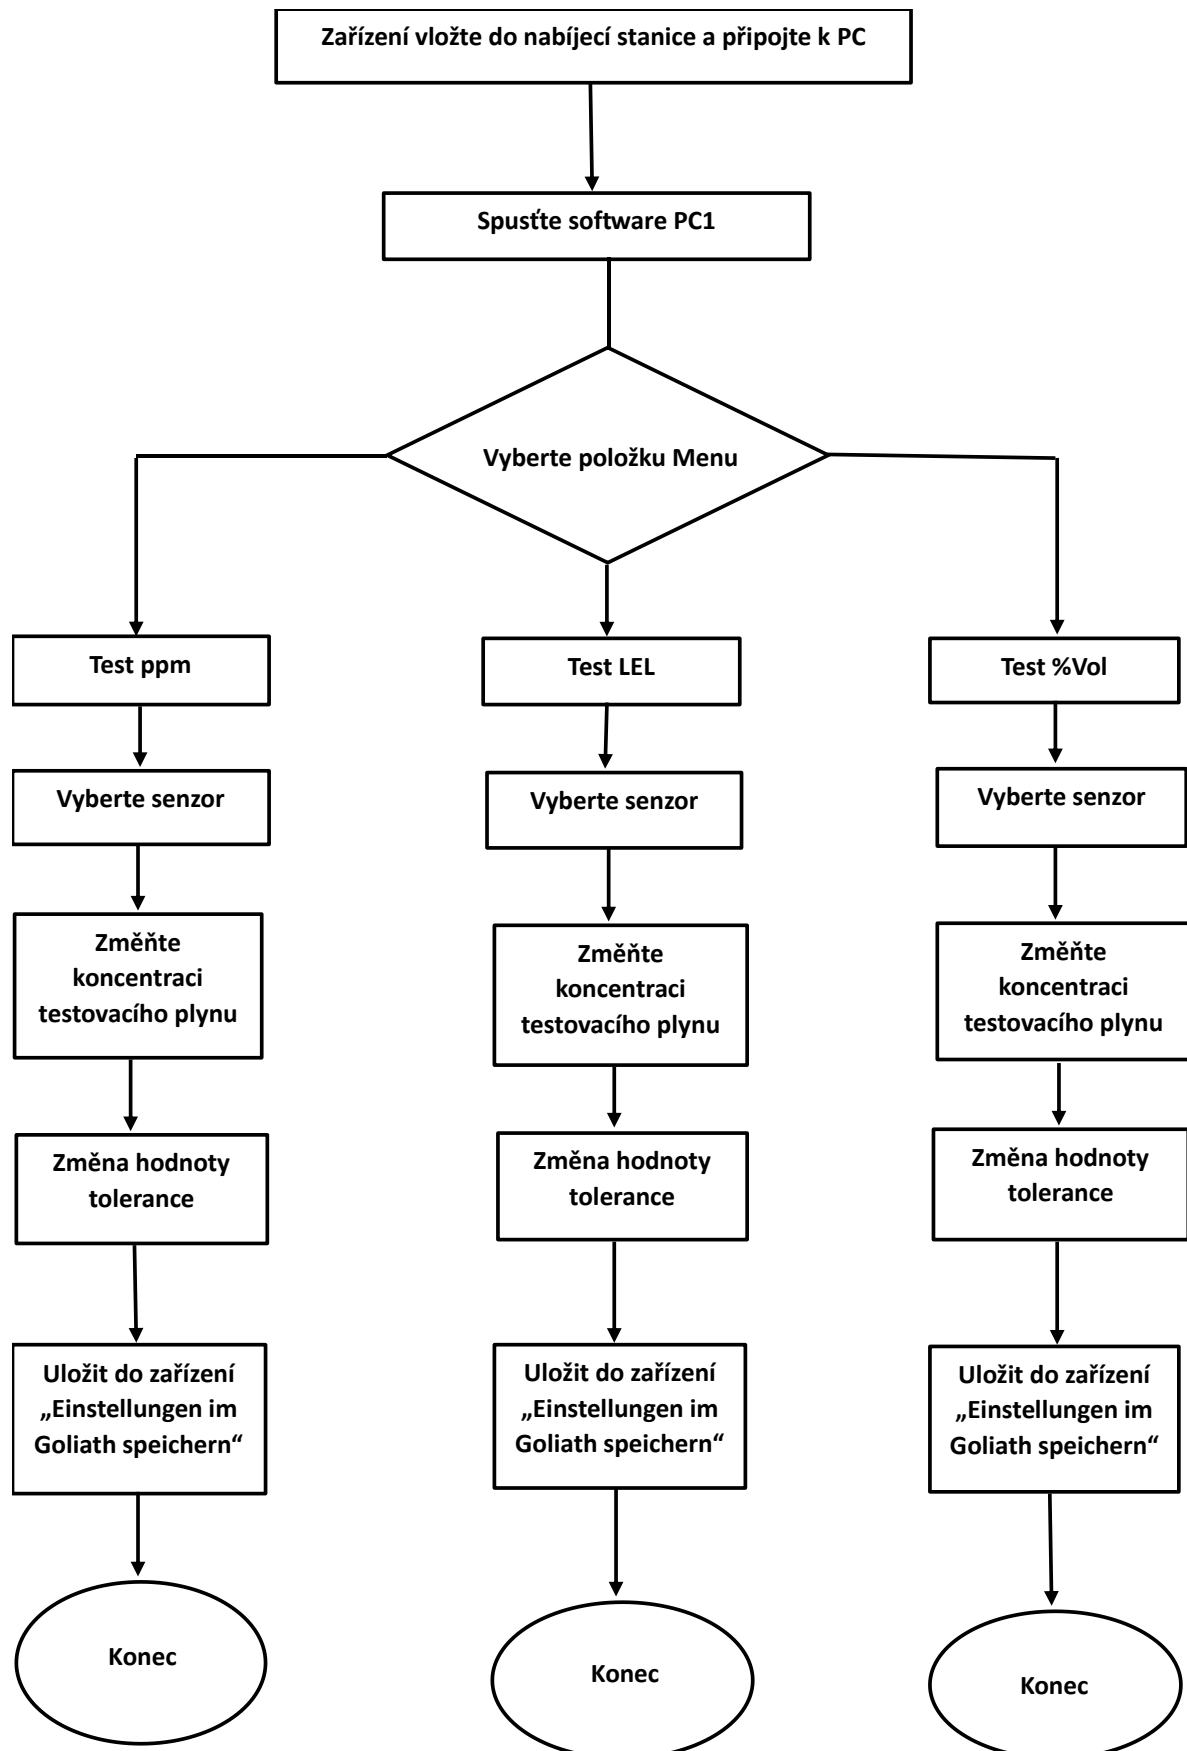 Zařízení vložte do nabíjecí stanice a připojte k PC
Spusťte software PC1
Vyberte položku Menu
Test ppm
Test LEL
Test %Vol
Vyberte senzor
Vyberte senzor
Vyberte senzor
Změňte
koncentraci
testovacího plynu
Změňte
koncentraci
testovacího plynu
Změňte
koncentraci
testovacího plynu
Změna hodnoty
tolerance
Změna hodnoty
tolerance
Změna hodnoty
tolerance
Uložit do zařízení
„Einstellungen im
Goliath speichern“
Uložit do zařízení
„Einstellungen im
Goliath speichern“
Uložit do zařízení
„Einstellungen im
Goliath speichern“
Konec
Konec
Konec